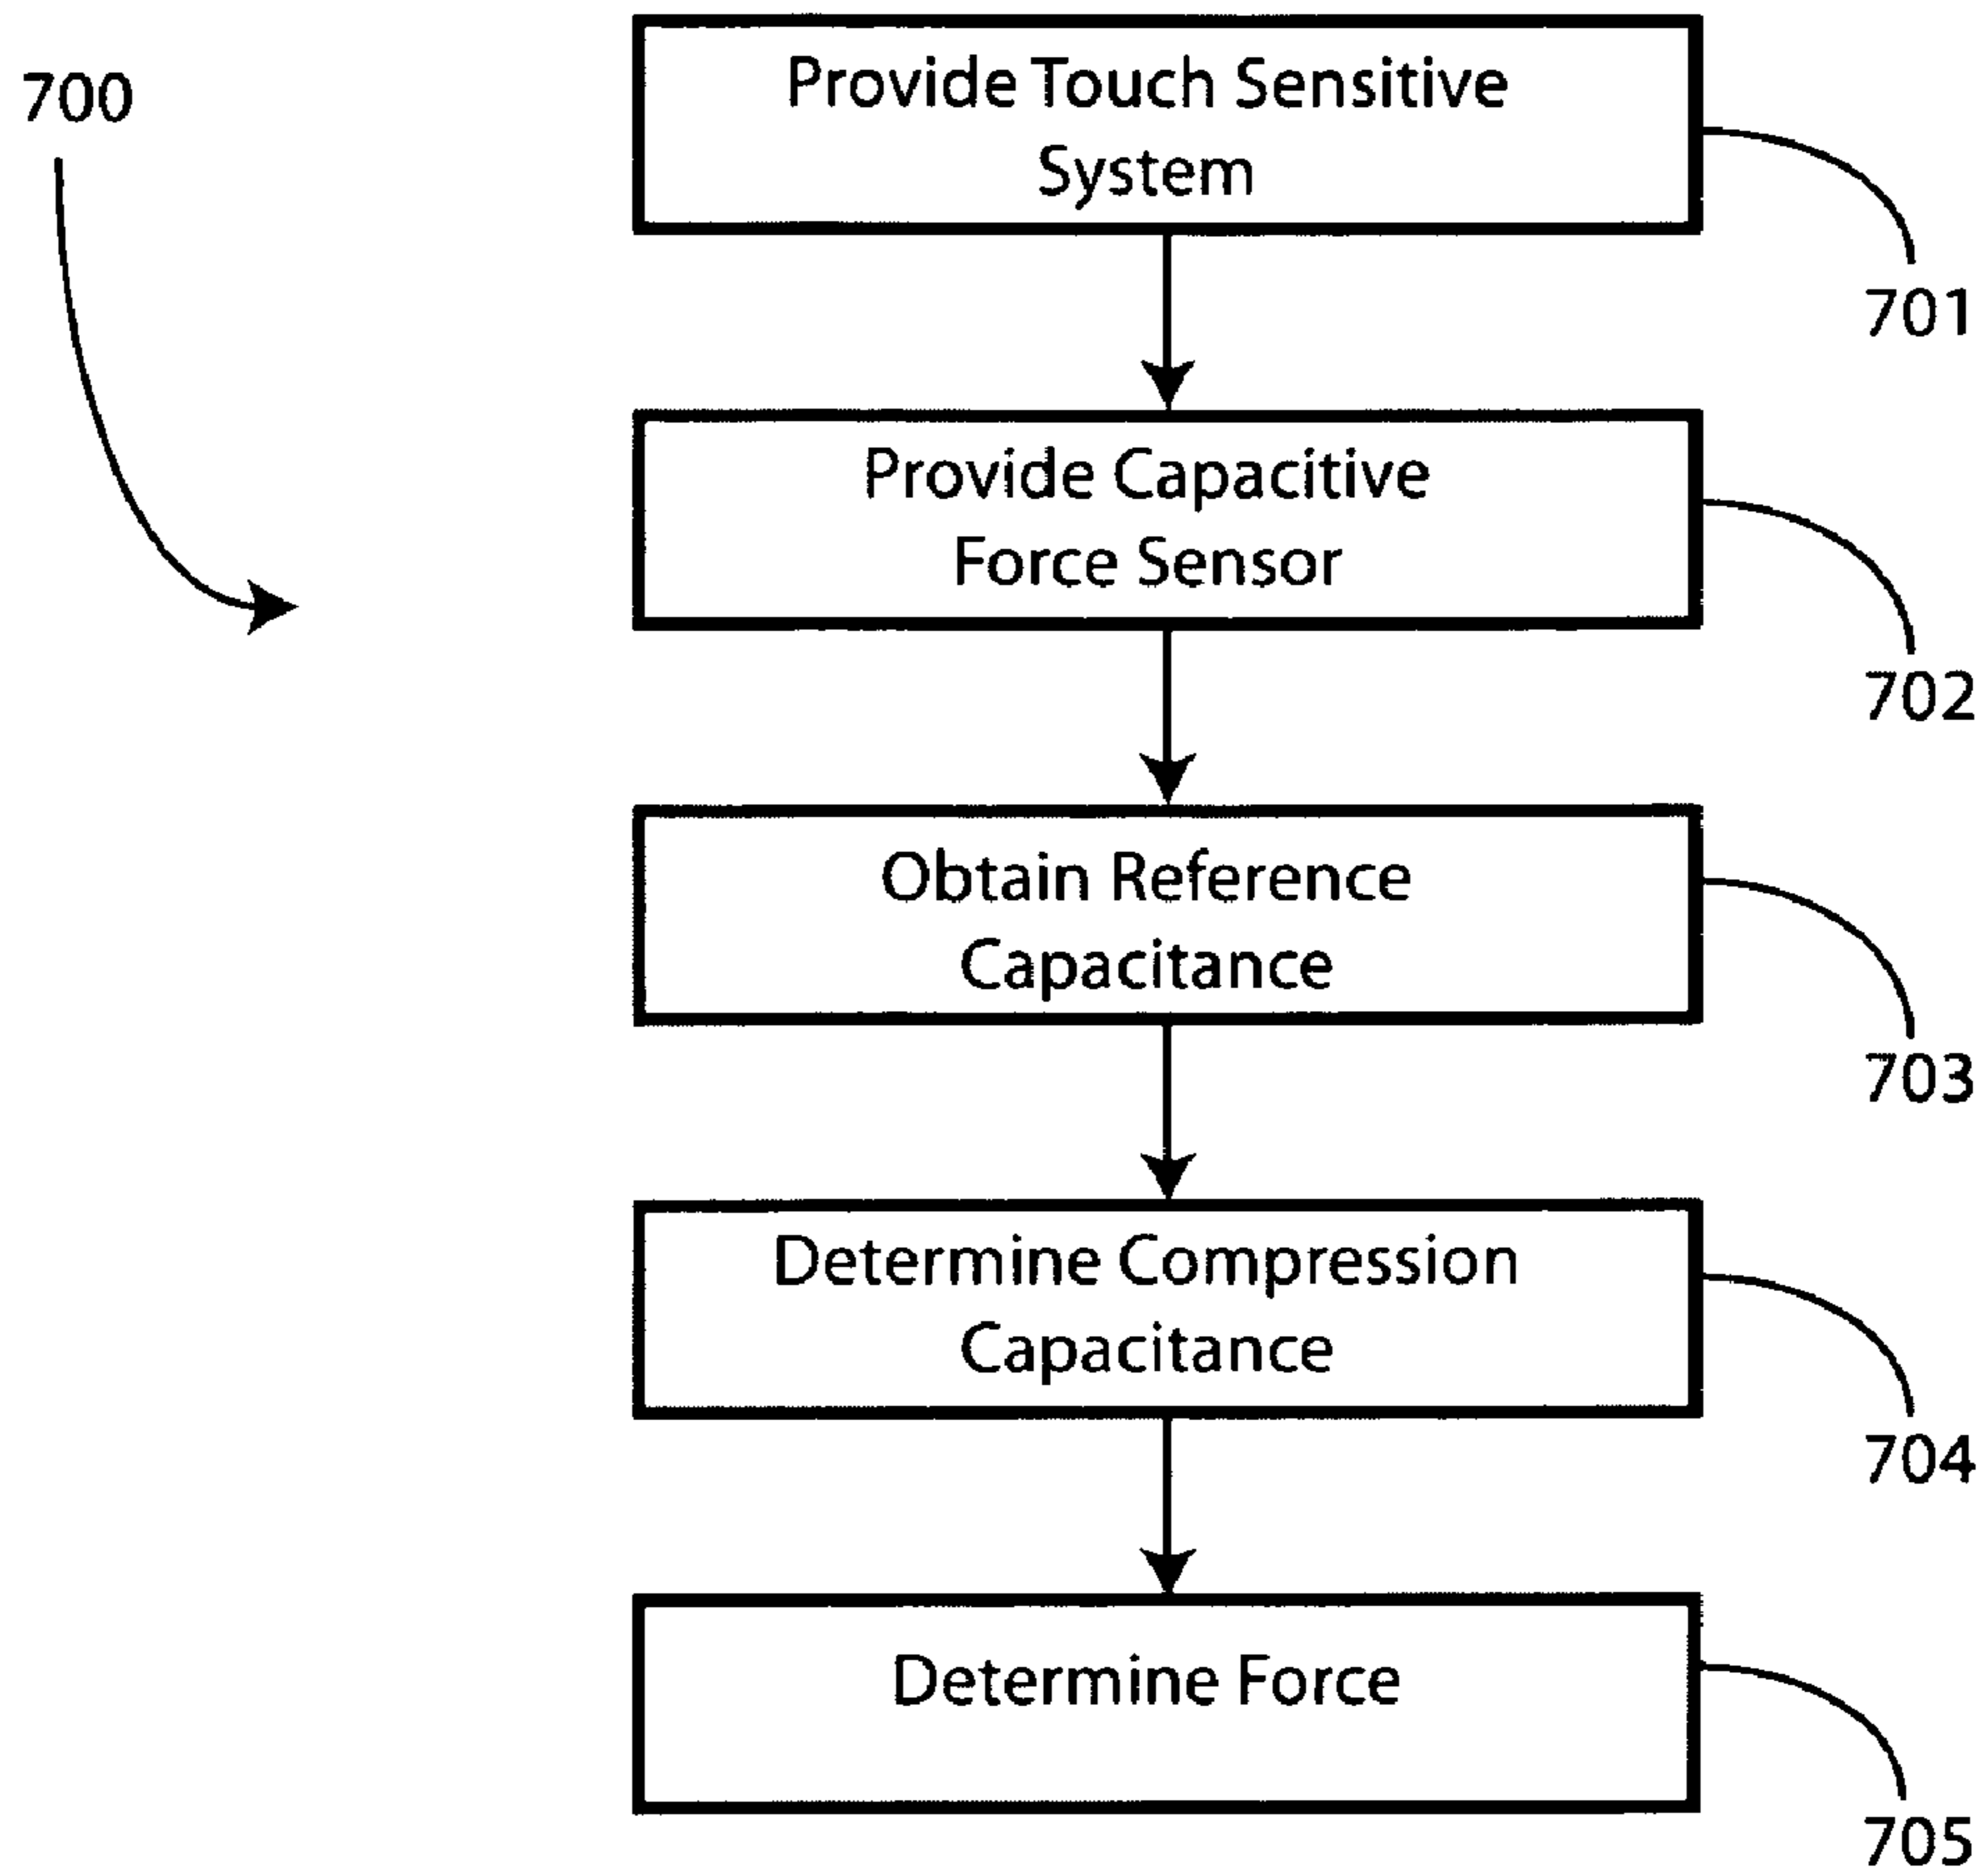 700
Provide Touch Sensitive
System
701
Provide Capacitive
Force Sensor
702
Obtain Reference
Capacitance
703
Determine Compression
Capacitance
704
Determine Force
705